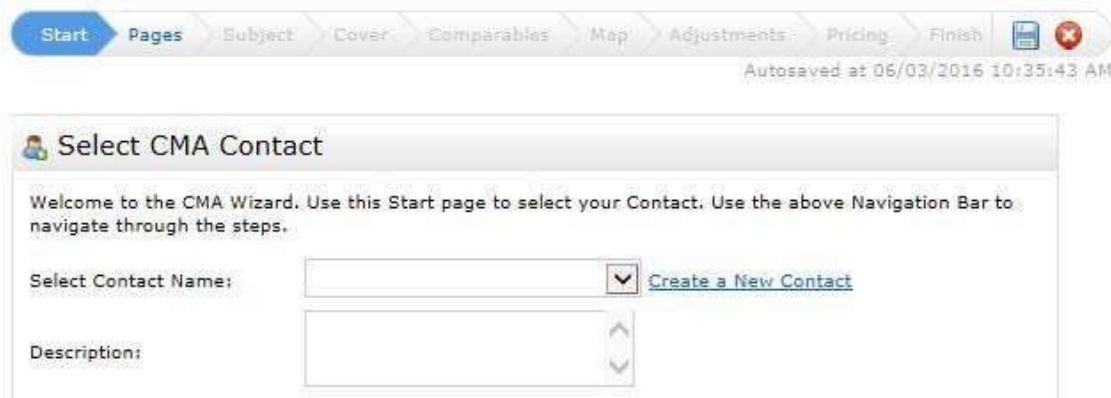 Start Pages Subject Cover Comparables Map Adjustments Pricing Finish
Autosaved at 06/03/2016 10:35:43 AM
Select CMA Contact
Welcome to the CMA Wizard. Use this Start page to select your Contact. Use the above Navigation Bar to
navigate through the steps.
Select Contact Name: Create a New Contact
Description: